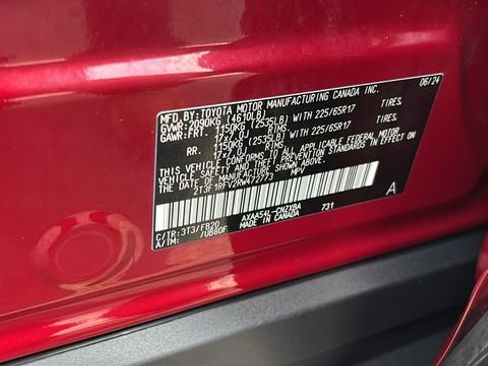 MFD.BY:TOYOTA MOTOR MANUFACTURING CANADA INC. 06/24
GVWR:2090KG (4610LB)
GAWR:FRT. 1150KG (2535LB) WITH 225/65R17 TIRES,
17x7.0J RIMS,
RR. 1150KG (2535LB) WITH 225/65R17 TIRES,
17x7.0J RIMS,
THIS VEHICLE CONFORMS TO ALL APPLICABLE FEDERAL MOTOR
VEHICLE SAFETY AND THEFT PREVENTION STANDARDS IN EFFECT ON
THE DATE OF MANUFACTURE SHOWN ABOVE.
2T3F1RFV2RW472773 MPV
A
C/TR:3T3/FB20 AXAA54L-CNZXBA 731
A/TM: /UB80F MADE IN CANADA